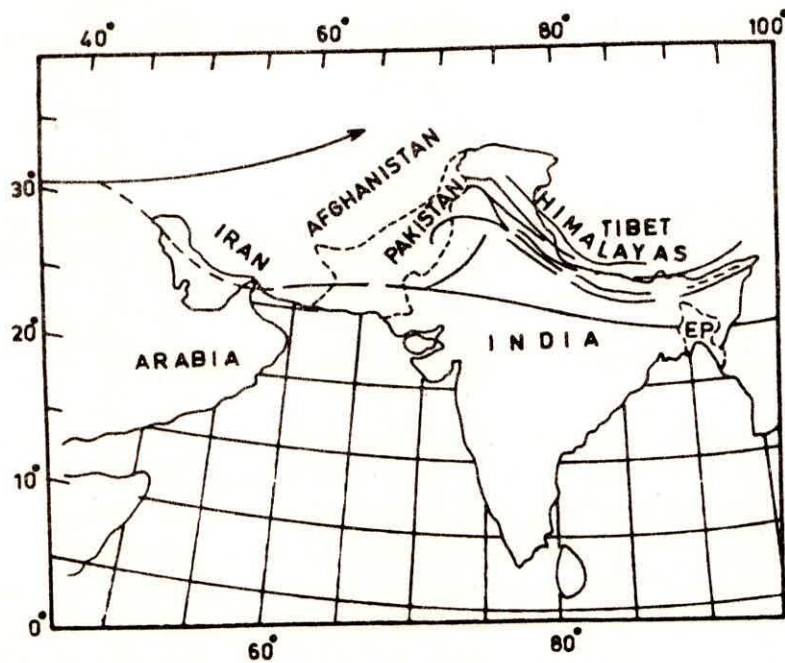 40° 60° 80° 100°
30°
AFGHANISTAN
PAKISTAN
HIMALAYAS
TIBET
IRAN
20°
EP
INDIA
ARABIA
10°
0°
60° 80°